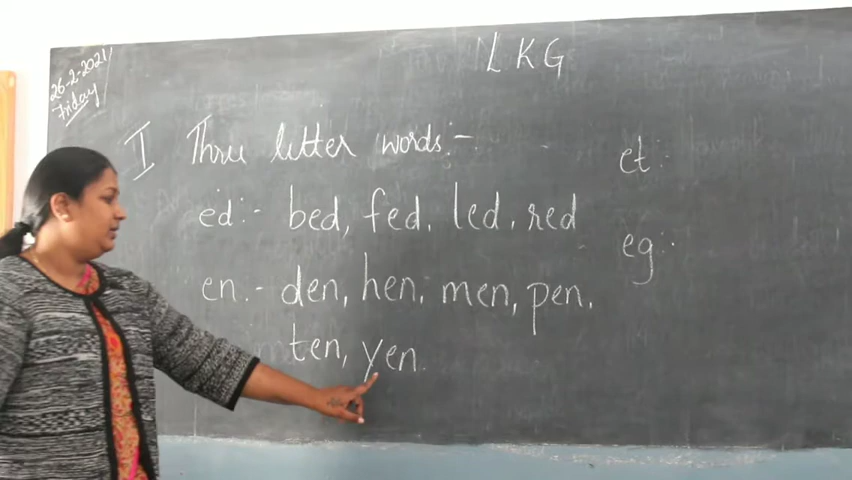 26-2-2021
Friday
LKG
I Three letter words:-
ed:- bed, fed, led, red
en:- den, hen, men, pen,
ten, yen.
et:
eg: